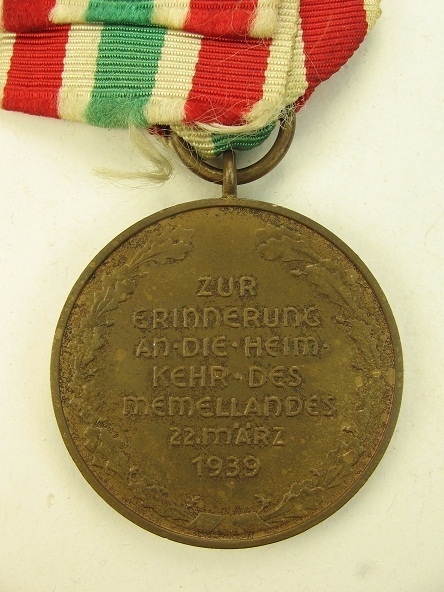 ZUR
ERINNERUNG
AN·DIE·HEIM·
KEHR·DES
MEMELLANDES
22.MÄRZ
1939